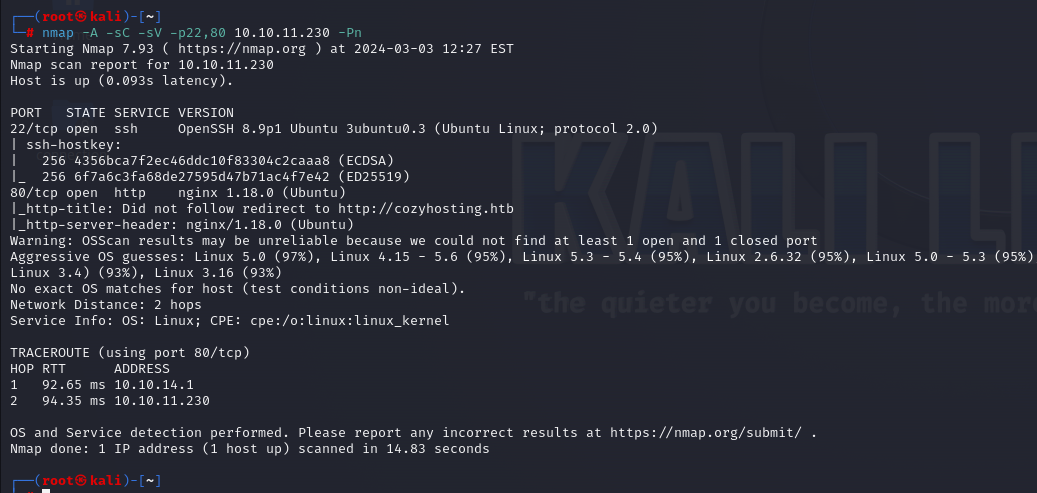 ┌──(root㉿kali)-[~]
└─# nmap -A -sC -sV -p22,80 10.10.11.230 -Pn
Starting Nmap 7.93 ( https://nmap.org ) at 2024-03-03 12:27 EST
Nmap scan report for 10.10.11.230
Host is up (0.093s latency).

PORT   STATE SERVICE VERSION
22/tcp open  ssh     OpenSSH 8.9p1 Ubuntu 3ubuntu0.3 (Ubuntu Linux; protocol 2.0)
| ssh-hostkey:
|   256 4356bca7f2ec46ddc10f83304c2caaa8 (ECDSA)
|_  256 6f7a6c3fa68de27595d47b71ac4f7e42 (ED25519)
80/tcp open  http    nginx 1.18.0 (Ubuntu)
|_http-title: Did not follow redirect to http://cozyhosting.htb
|_http-server-header: nginx/1.18.0 (Ubuntu)
Warning: OSScan results may be unreliable because we could not find at least 1 open and 1 closed port
Aggressive OS guesses: Linux 5.0 (97%), Linux 4.15 - 5.6 (95%), Linux 5.3 - 5.4 (95%), Linux 2.6.32 (95%), Linux 5.0 - 5.3 (95%)
Linux 3.4) (93%), Linux 3.16 (93%)
No exact OS matches for host (test conditions non-ideal).
Network Distance: 2 hops
Service Info: OS: Linux; CPE: cpe:/o:linux:linux_kernel

TRACEROUTE (using port 80/tcp)
HOP RTT      ADDRESS
1   92.65 ms 10.10.14.1
2   94.35 ms 10.10.11.230

OS and Service detection performed. Please report any incorrect results at https://nmap.org/submit/ .
Nmap done: 1 IP address (1 host up) scanned in 14.83 seconds

┌──(root㉿kali)-[~]
KALI LI
"the quieter you become, the more